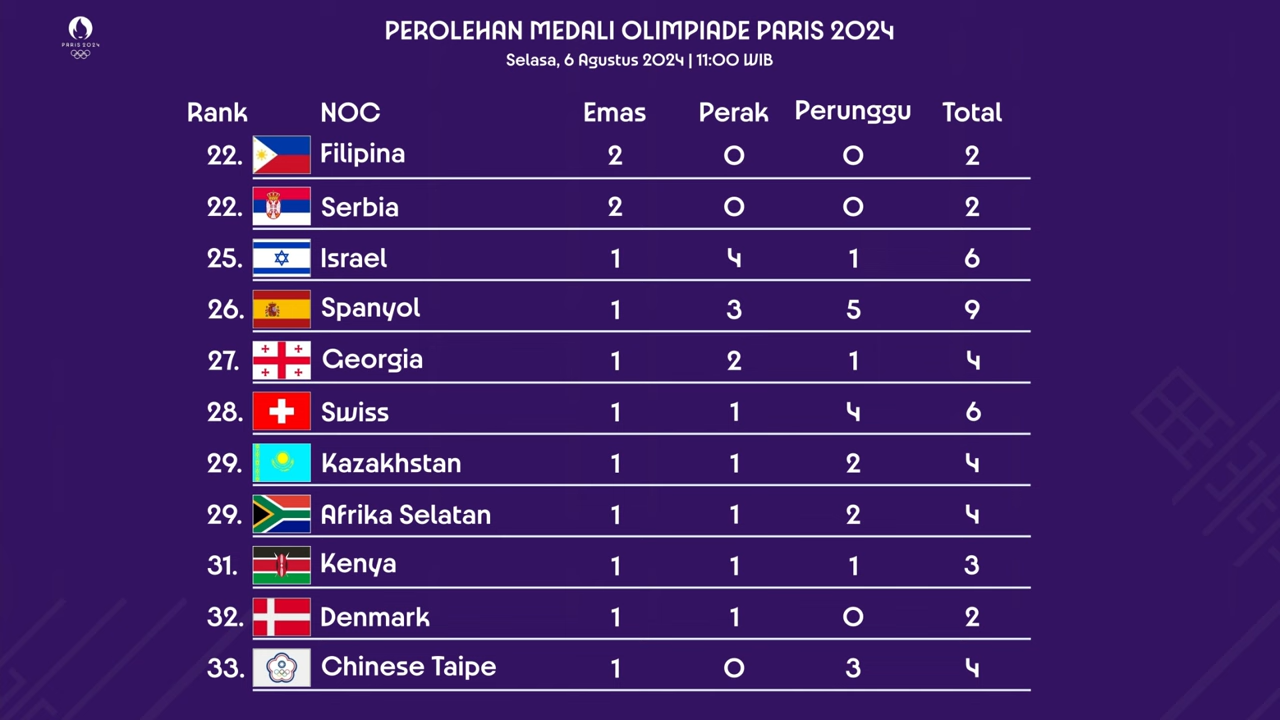 PARIS 2024
PEROLEHAN MEDALI OLIMPIADE PARIS 2024
Selasa, 6 Agustus 2024 | 11:00 WIB
Rank NOC Emas Perak Perunggu Total
22. Filipina 2 0 0 2
22. Serbia 2 0 0 2
25. Israel 1 4 1 6
26. Spanyol 1 3 5 9
27. Georgia 1 2 1 4
28. Swiss 1 1 4 6
29. Kazakhstan 1 1 2 4
29. Afrika Selatan 1 1 2 4
31. Kenya 1 1 1 3
32. Denmark 1 1 0 2
33. Chinese Taipe 1 0 3 4